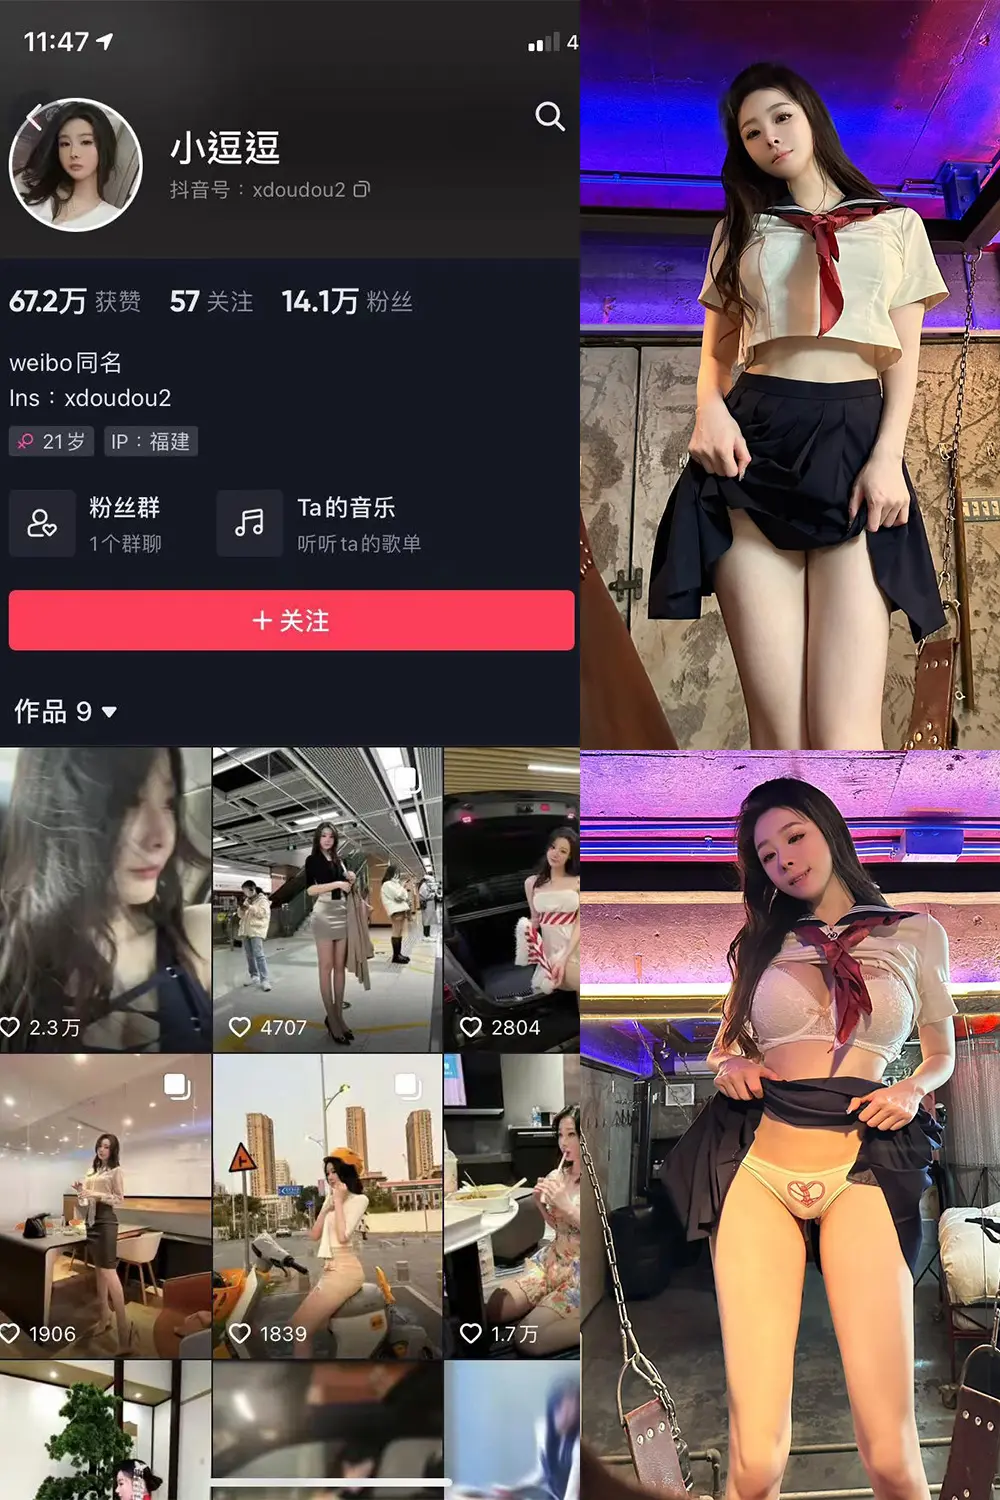 11:47
4
小逗逗
抖音号：xdoudou2
67.2万 获赞 57 关注 14.1万 粉丝
weibo同名
Ins：xdoudou2
21岁 IP：福建
粉丝群
1个群聊
Ta的音乐
听听ta的歌单
+ 关注
作品 9
2.3万
4707
2804
1906
1839
1.7万